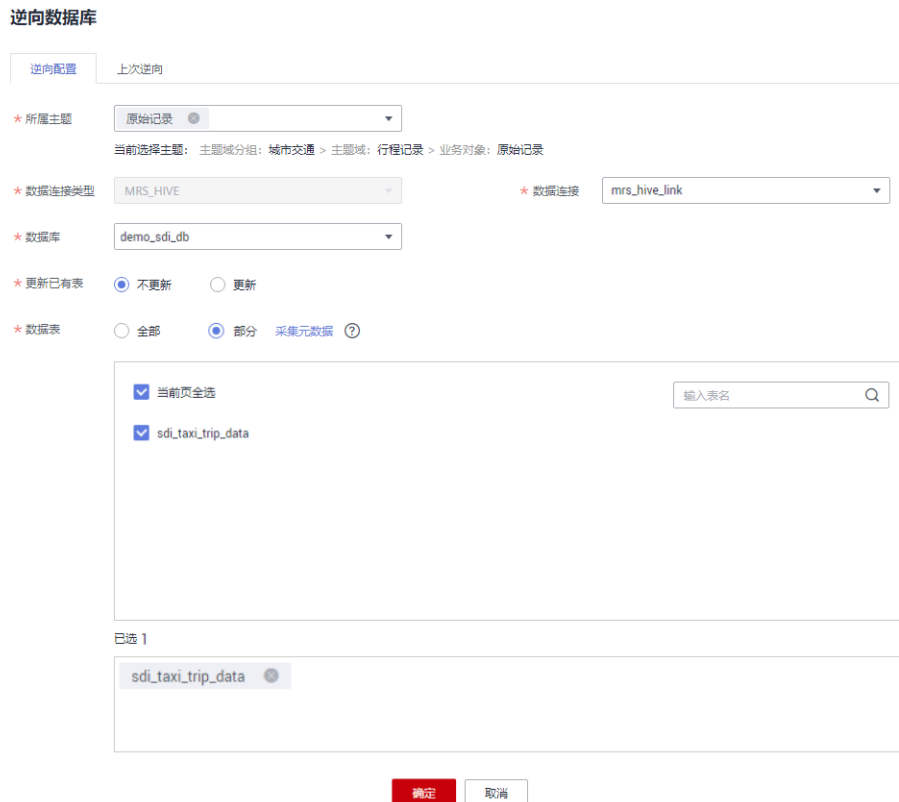 逆向数据库
逆向配置 上次逆向
* 所属主题 原始记录
当前选择主题: 主题域分组: 城市交通 > 主题域: 行程记录 > 业务对象: 原始记录
* 数据连接类型 MRS_HIVE * 数据连接 mrs_hive_link
* 数据库 demo_sdi_db
* 更新已有表 不更新 更新
* 数据表 全部 部分 采集元数据 ?
当前页全选 输入表名
sdi_taxi_trip_data
已选 1
sdi_taxi_trip_data
确定 取消